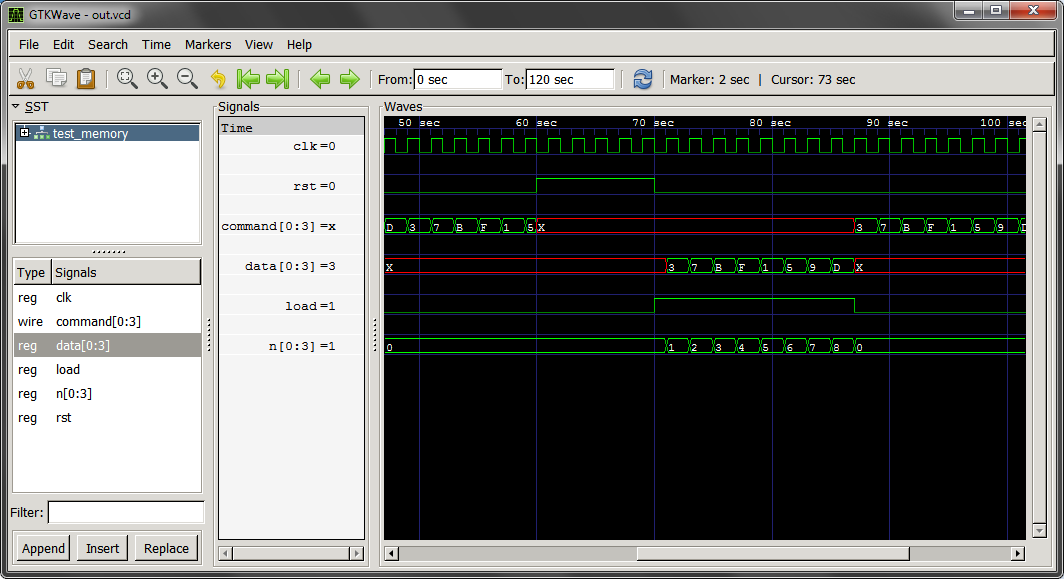 GTKWave - out.vcd
File Edit Search Time Markers View Help
From: 0 sec To: 120 sec Marker: 2 sec | Cursor: 73 sec
SST
test_memory
Type Signals
reg clk
wire command[0:3]
reg data[0:3]
reg load
reg n[0:3]
reg rst
Filter:
Append Insert Replace
Signals
Time
clk =0
rst =0
command[0:3] =x
data[0:3] =3
load =1
n[0:3] =1
Waves
50 sec 60 sec 70 sec 80 sec 90 sec 100 sec
D 3 7 B F 1 5 X 3 7 B F 1 5 9 D
X 3 7 B F 1 5 9 D X
0 1 2 3 4 5 6 7 8 0